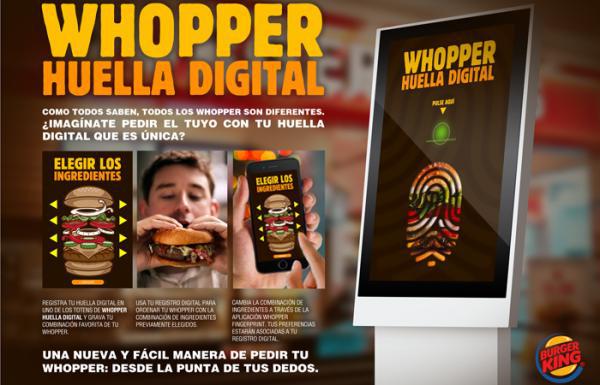 WHOPPER
HUELLA DIGITAL
COMO TODOS SABEN, TODOS LOS WHOPPER SON DIFERENTES.
¿IMAGÍNATE PEDIR EL TUYO CON TU HUELLA
DIGITAL QUE ES ÚNICA?
ELEGIR LOS
INGREDIENTES
REGISTRA TU HUELLA DIGITAL EN
UNO DE LOS TOTENS DE WHOPPER
HUELLA DIGITAL Y GRAVA TU
COMBINACIÓN FAVORITA DE TU
WHOPPER.
USA TU REGISTRO DIGITAL PARA
ORDENAR TU WHOPPER CON LA
COMBINACIÓN DE INGREDIENTES
PREVIAMENTE ELEGIDOS.
ELEGIR LOS
INGREDIENTES
CAMBIA LA COMBINACIÓN DE
INGREDIENTES A TRAVÉS DE LA
APLICACIÓN WHOPPER
FINGERPRINT. TUS PREFERENCIAS
ESTARÁN ASOCIADAS A TU
REGISTRO DIGITAL.
UNA NUEVA Y FÁCIL MANERA DE PEDIR TU
WHOPPER: DESDE LA PUNTA DE TUS DEDOS.
WHOPPER
HUELLA DIGITAL
PULSE AQUÍ
BURGER
KING